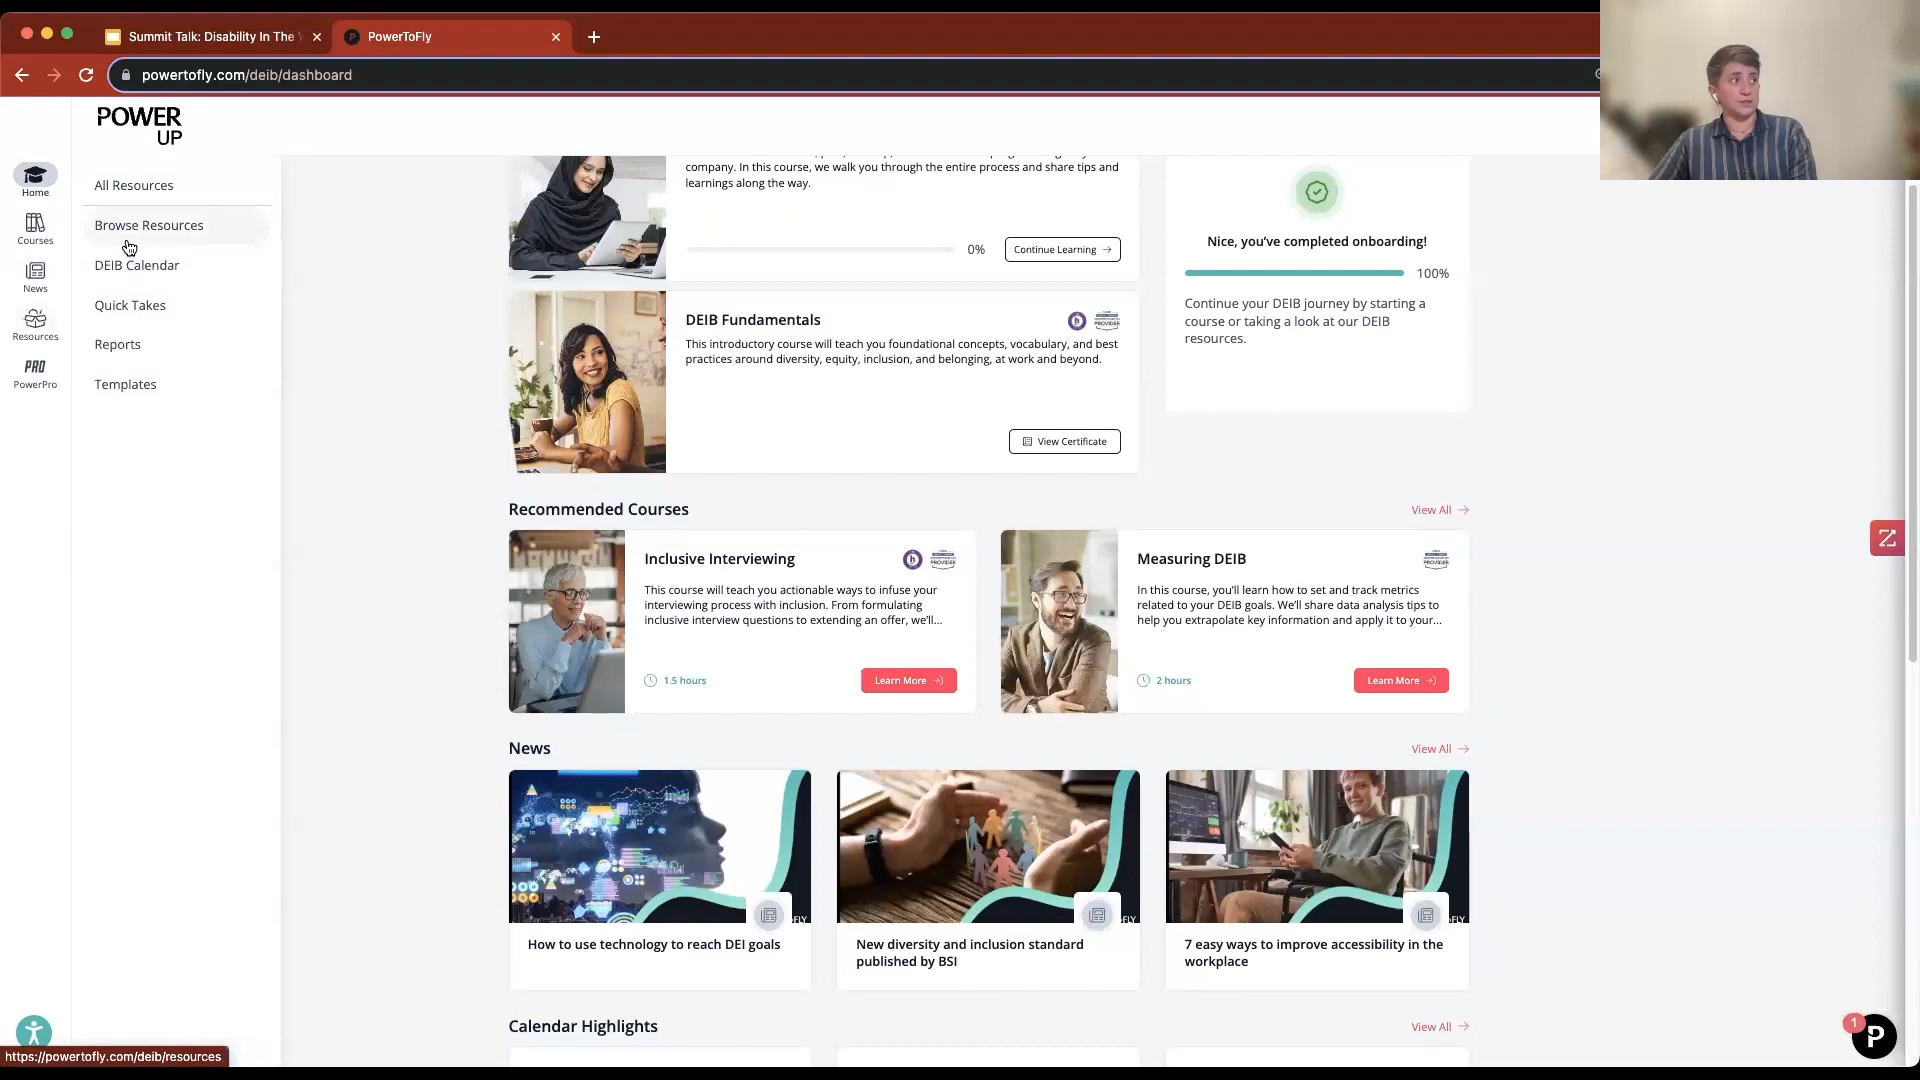 Summit Talk: Disability In The
PowerToFly
powertofly.com/deib/dashboard
POWER
UP
Home
Courses
News
Resources
PRO
PowerPro
All Resources
Browse Resources
DEIB Calendar
Quick Takes
Reports
Templates
company. In this course, we walk you through the entire process and share tips and
learnings along the way.
0%
Continue Learning
DEIB Fundamentals
PROVIDER
This introductory course will teach you foundational concepts, vocabulary, and best
practices around diversity, equity, inclusion, and belonging, at work and beyond.
View Certificate
Nice, you've completed onboarding!
100%
Continue your DEIB journey by starting a
course or taking a look at our DEIB
resources.
Recommended Courses
View All
Inclusive Interviewing
PROVIDER
This course will teach you actionable ways to infuse your
interviewing process with inclusion. From formulating
inclusive interview questions to extending an offer, we'll...
1.5 hours
Learn More
Measuring DEIB
PROVIDER
In this course, you'll learn how to set and track metrics
related to your DEIB goals. We'll share data analysis tips to
help you extrapolate key information and apply it to your...
2 hours
Learn More
News
View All
How to use technology to reach DEI goals
New diversity and inclusion standard
published by BSI
7 easy ways to improve accessibility in the
workplace
Calendar Highlights
View All
1
P
https://powertofly.com/deib/resources